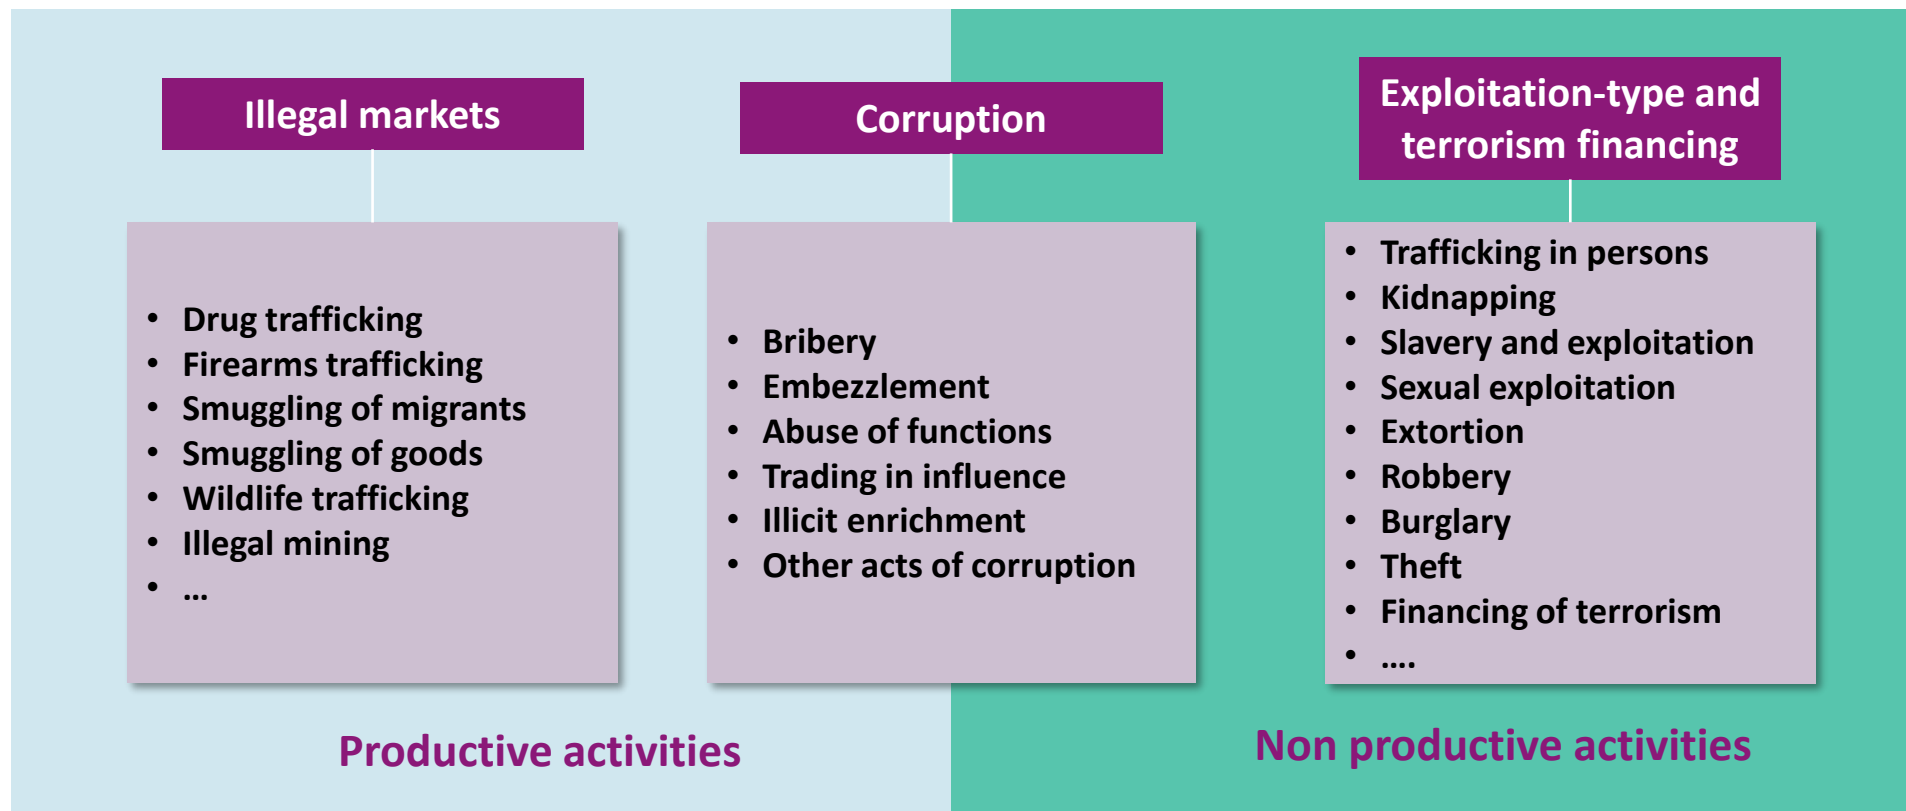 Illegal markets
• Drug trafficking
• Firearms trafficking
• Smuggling of migrants
• Smuggling of goods
• Wildlife trafficking
• Illegal mining
• ...
Corruption
• Bribery
• Embezzlement
• Abuse of functions
• Trading in influence
• Illicit enrichment
• Other acts of corruption
Exploitation-type and
terrorism financing
• Trafficking in persons
• Kidnapping
• Slavery and exploitation
• Sexual exploitation
• Extortion
• Robbery
• Burglary
• Theft
• Financing of terrorism
• ....
Productive activities
Non productive activities